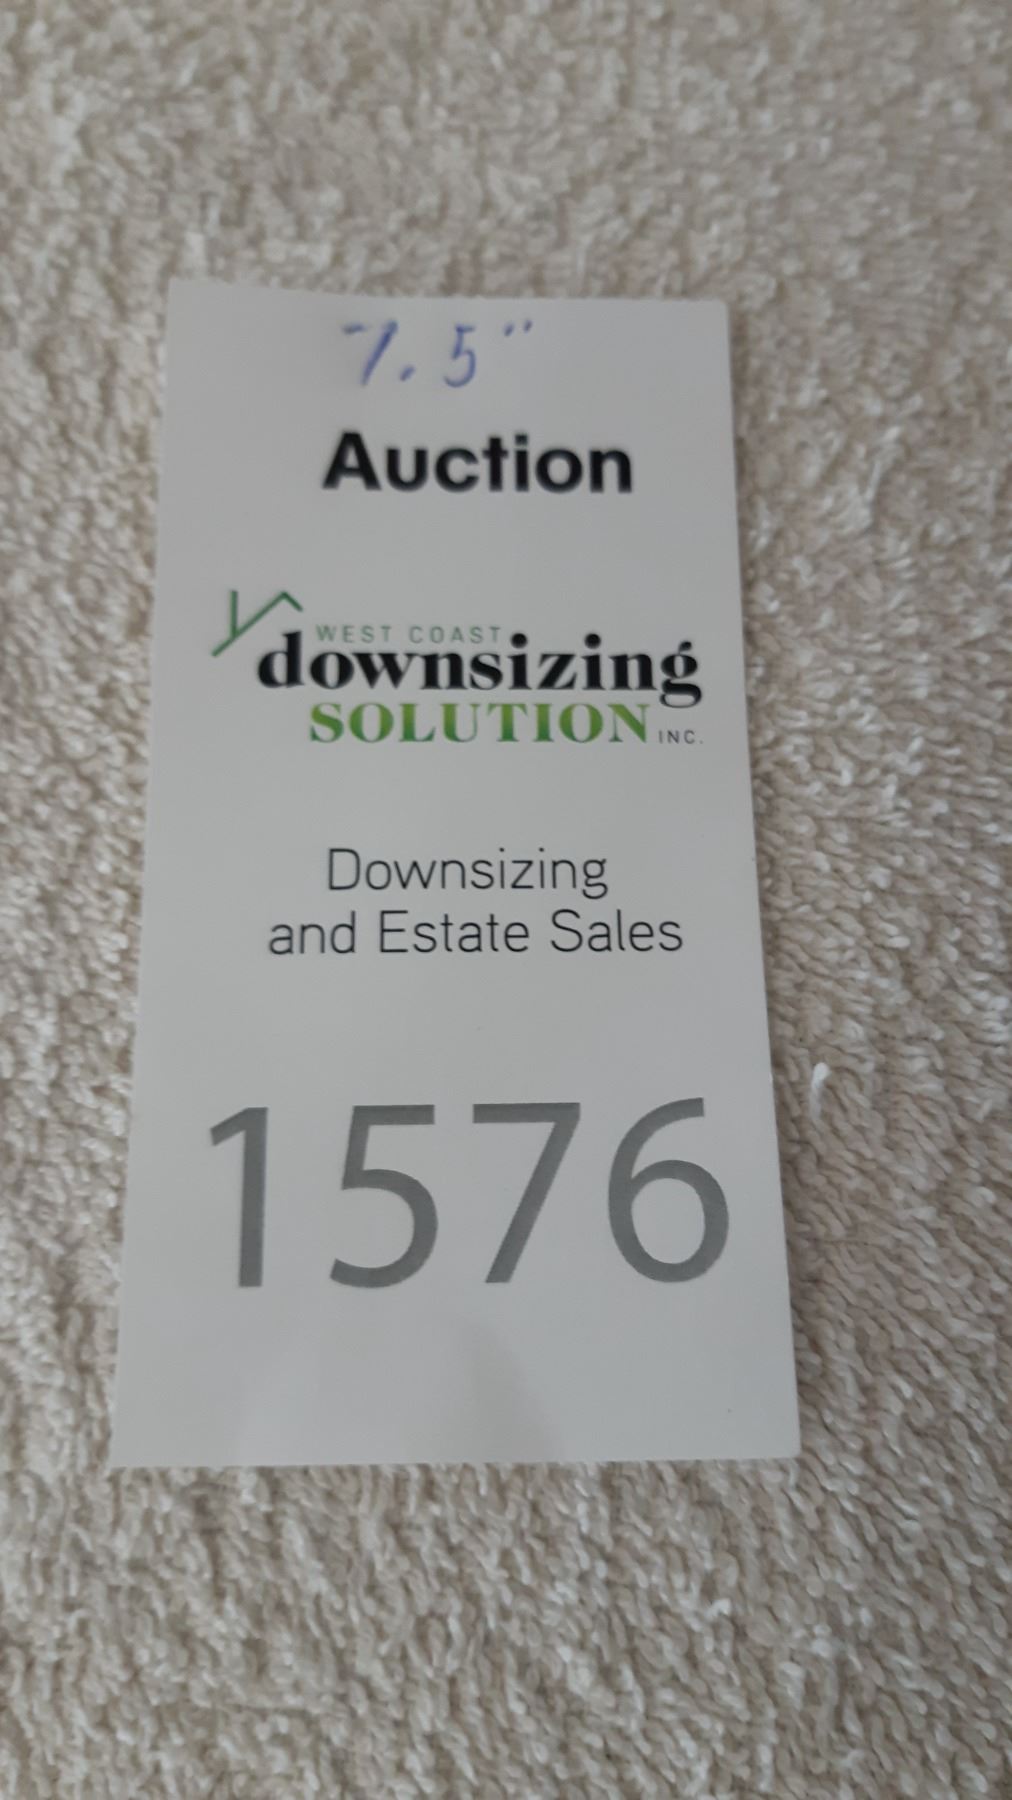 7.5"
Auction
WEST COAST
downsizing
SOLUTION INC.
Downsizing
and Estate Sales
1576